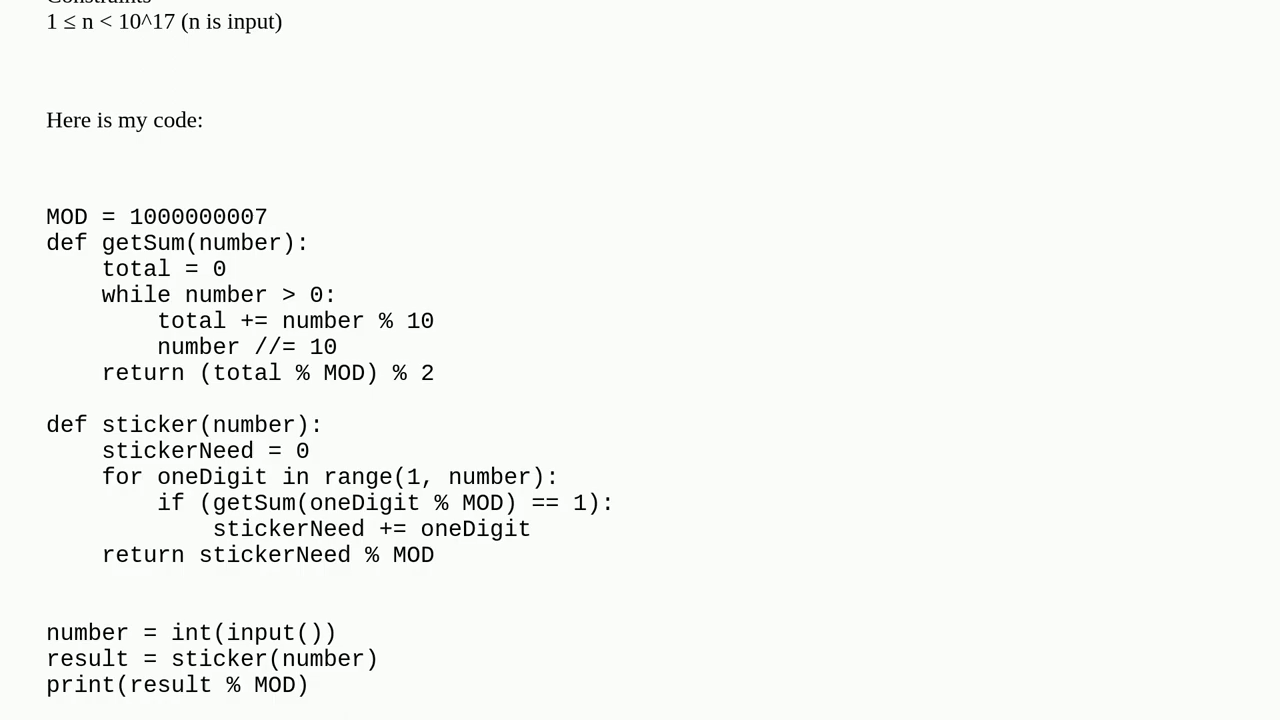 Constraints
1 ≤ n < 10^17 (n is input)
Here is my code:
MOD = 1000000007
def getSum(number):
    total = 0
    while number > 0:
        total += number % 10
        number //= 10
    return (total % MOD) % 2
def sticker(number):
    stickerNeed = 0
    for oneDigit in range(1, number):
        if (getSum(oneDigit % MOD) == 1):
            stickerNeed += oneDigit
    return stickerNeed % MOD
number = int(input())
result = sticker(number)
print(result % MOD)